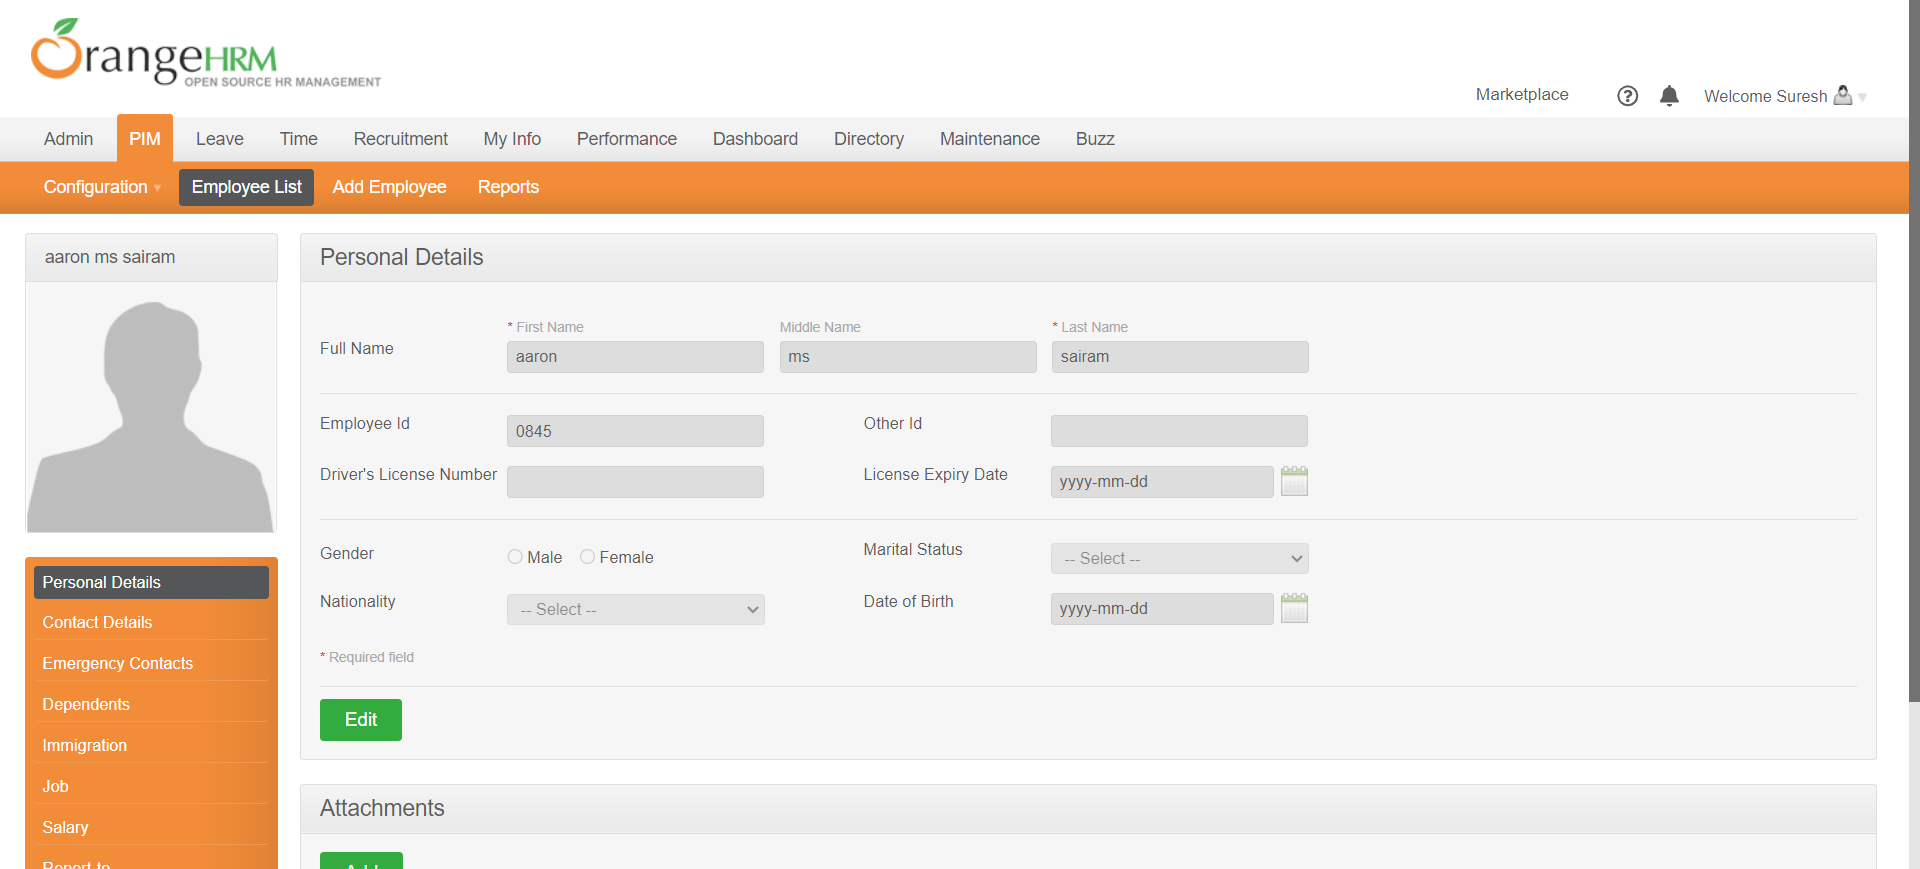 OrangeHRM
OPEN SOURCE HR MANAGEMENT
Marketplace
Welcome Suresh
Admin PIM Leave Time Recruitment My Info Performance Dashboard Directory Maintenance Buzz
Configuration Employee List Add Employee Reports
aaron ms sairam
Personal Details
Contact Details
Emergency Contacts
Dependents
Immigration
Job
Salary
Report-to
Personal Details
* First Name Middle Name * Last Name
Full Name aaron ms sairam
Employee Id 0845 Other Id
Driver's License Number License Expiry Date yyyy-mm-dd
Gender Male Female Marital Status -- Select --
Nationality -- Select -- Date of Birth yyyy-mm-dd
* Required field
Edit
Attachments
Add